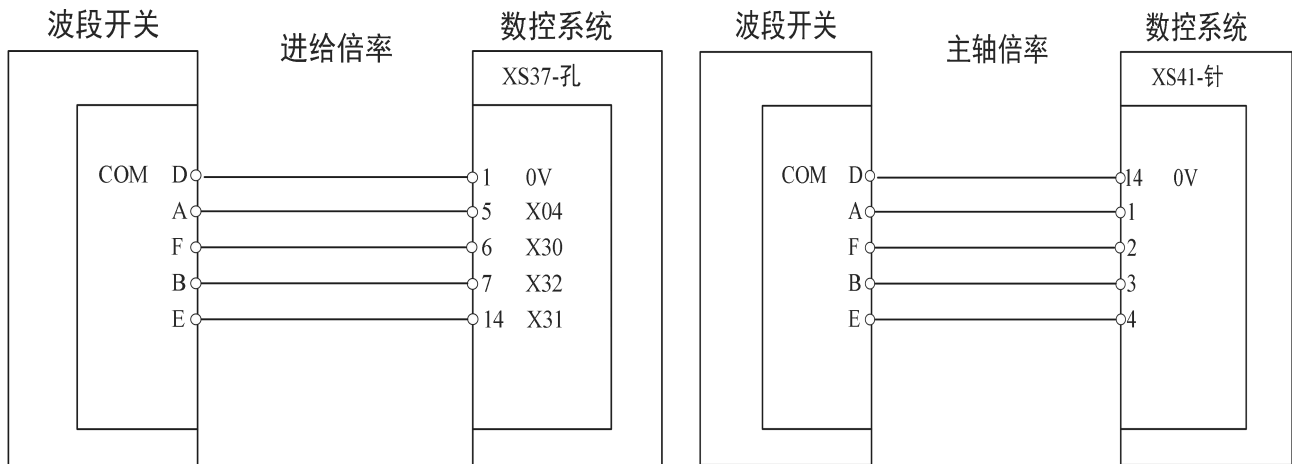 波段开关
进给倍率
数控系统
XS37-孔
COM D 1 0V
A 5 X04
F 6 X30
B 7 X32
E 14 X31
波段开关
主轴倍率
数控系统
XS41-针
COM D 14 0V
A 1
F 2
B 3
E 4